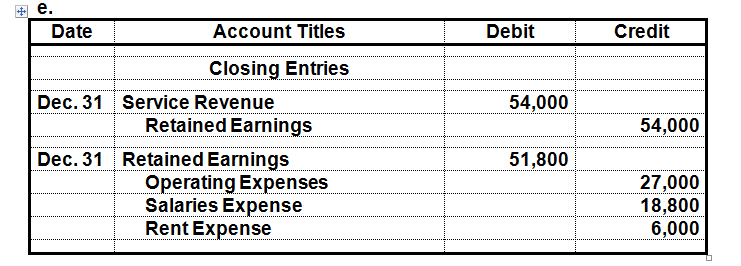 e.
Date Account Titles Debit Credit
Closing Entries
Dec. 31 Service Revenue 54,000
Retained Earnings 54,000
Dec. 31 Retained Earnings 51,800
Operating Expenses 27,000
Salaries Expense 18,800
Rent Expense 6,000